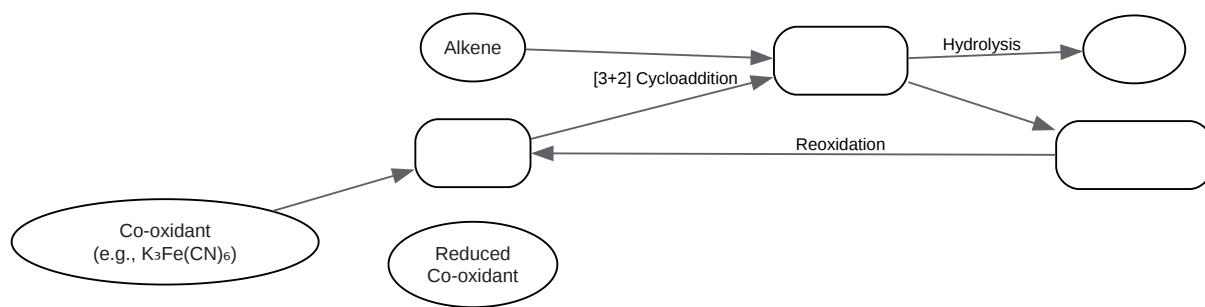 Alkene
Hydrolysis
[3+2] Cycloaddition
Reoxidation
Co-oxidant
(e.g., K₃Fe(CN)₆)
Reduced
Co-oxidant